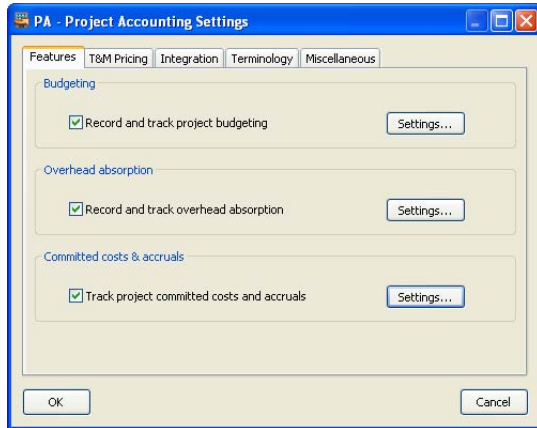 PA - Project Accounting Settings
Features T&M Pricing Integration Terminology Miscellaneous
Budgeting
Record and track project budgeting Settings...
Overhead absorption
Record and track overhead absorption Settings...
Committed costs & accruals
Track project committed costs and accruals Settings...
OK Cancel